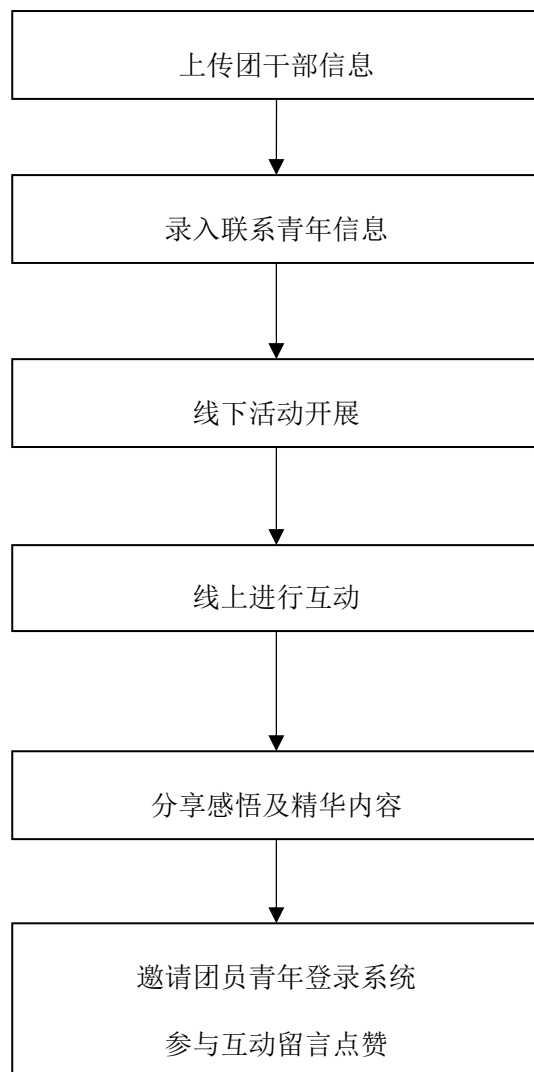 上传团干部信息
录入联系青年信息
线下活动开展
线上进行互动
分享感悟及精华内容
邀请团员青年登录系统
参与互动留言点赞